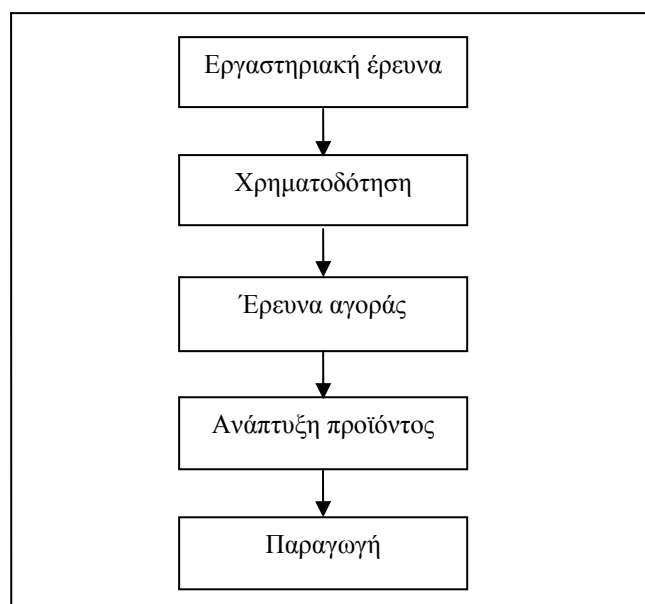 Εργαστηριακή έρευνα
Χρηματοδότηση
Έρευνα αγοράς
Ανάπτυξη προϊόντος
Παραγωγή